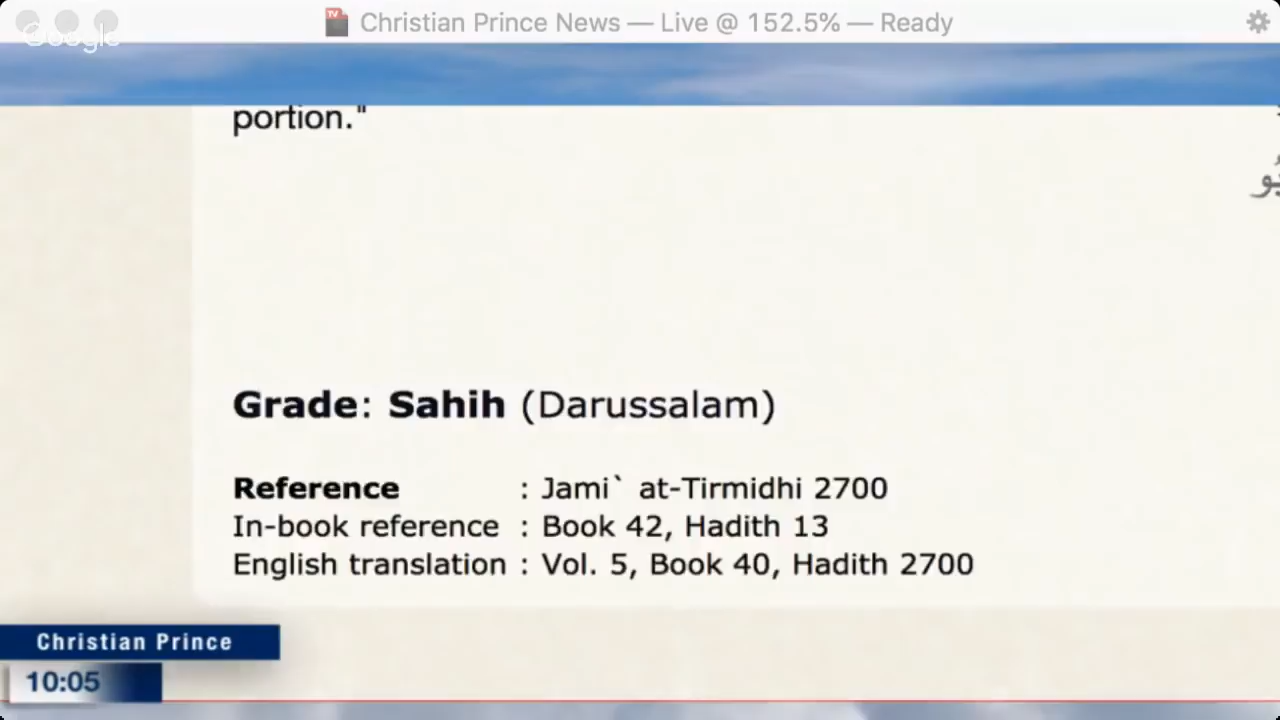 Google
Christian Prince News — Live @ 152.5% — Ready
portion."
Grade: Sahih (Darussalam)
Reference : Jami` at-Tirmidhi 2700
In-book reference : Book 42, Hadith 13
English translation : Vol. 5, Book 40, Hadith 2700
Christian Prince
10:05